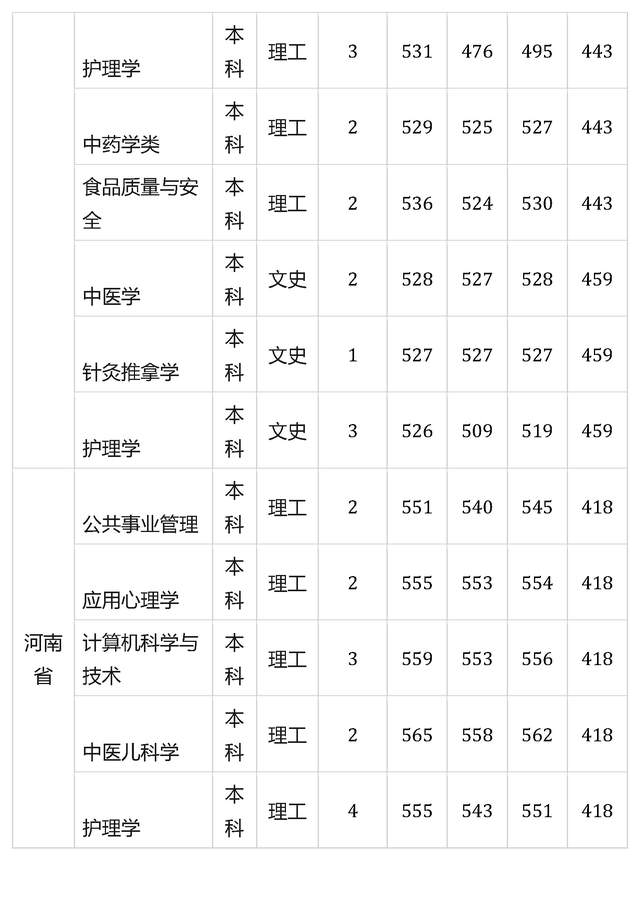 护理学 本科 理工 3 531 476 495 443
中药学类 本科 理工 2 529 525 527 443
食品质量与安全 本科 理工 2 536 524 530 443
中医学 本科 文史 2 528 527 528 459
针灸推拿学 本科 文史 1 527 527 527 459
护理学 本科 文史 3 526 509 519 459
河南省 公共事业管理 本科 理工 2 551 540 545 418
应用心理学 本科 理工 2 555 553 554 418
计算机科学与技术 本科 理工 3 559 553 556 418
中医儿科学 本科 理工 2 565 558 562 418
护理学 本科 理工 4 555 543 551 418